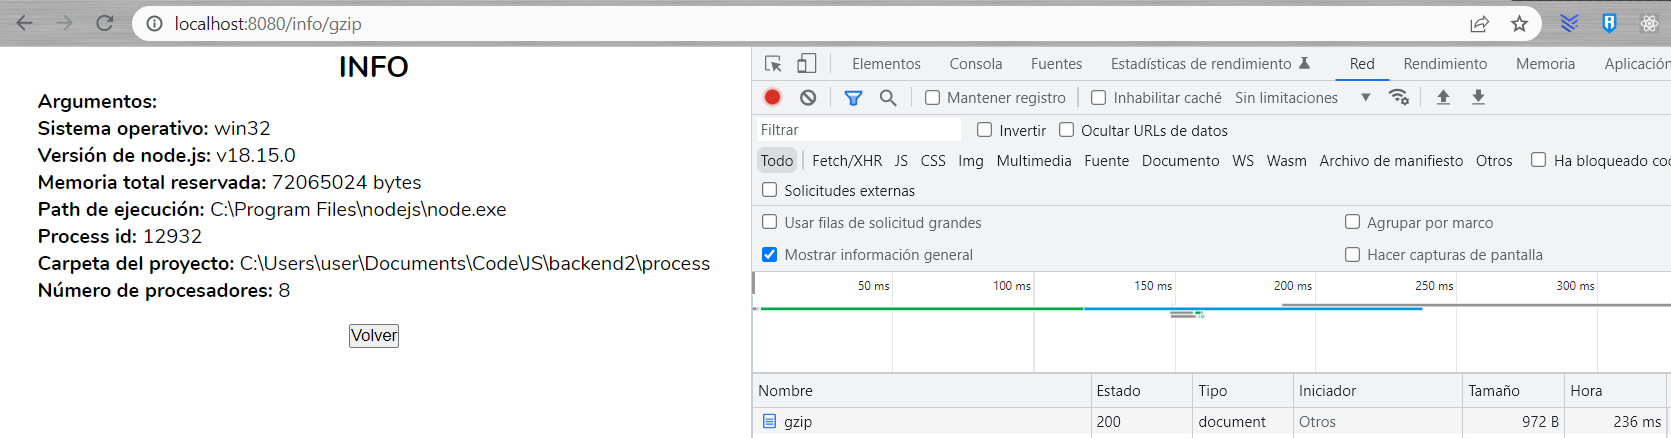 localhost:8080/info/gzip
INFO
Argumentos:
Sistema operativo: win32
Versión de node.js: v18.15.0
Memoria total reservada: 72065024 bytes
Path de ejecución: C:\Program Files\nodejs\node.exe
Process id: 12932
Carpeta del proyecto: C:\Users\user\Documents\Code\JS\backend2\process
Número de procesadores: 8
Volver
Elementos Consola Fuentes Estadísticas de rendimiento Red Rendimiento Memoria Aplicación
Mantener registro Inhabilitar caché Sin limitaciones
Filtrar Invertir Ocultar URLs de datos
Todo Fetch/XHR JS CSS Img Multimedia Fuente Documento WS Wasm Archivo de manifiesto Otros Ha bloqueado coo
Solicitudes externas
Usar filas de solicitud grandes Agrupar por marco
Mostrar información general Hacer capturas de pantalla
50 ms 100 ms 150 ms 200 ms 250 ms 300 ms
Nombre Estado Tipo Iniciador Tamaño Hora
gzip 200 document Otros 972 B 236 ms